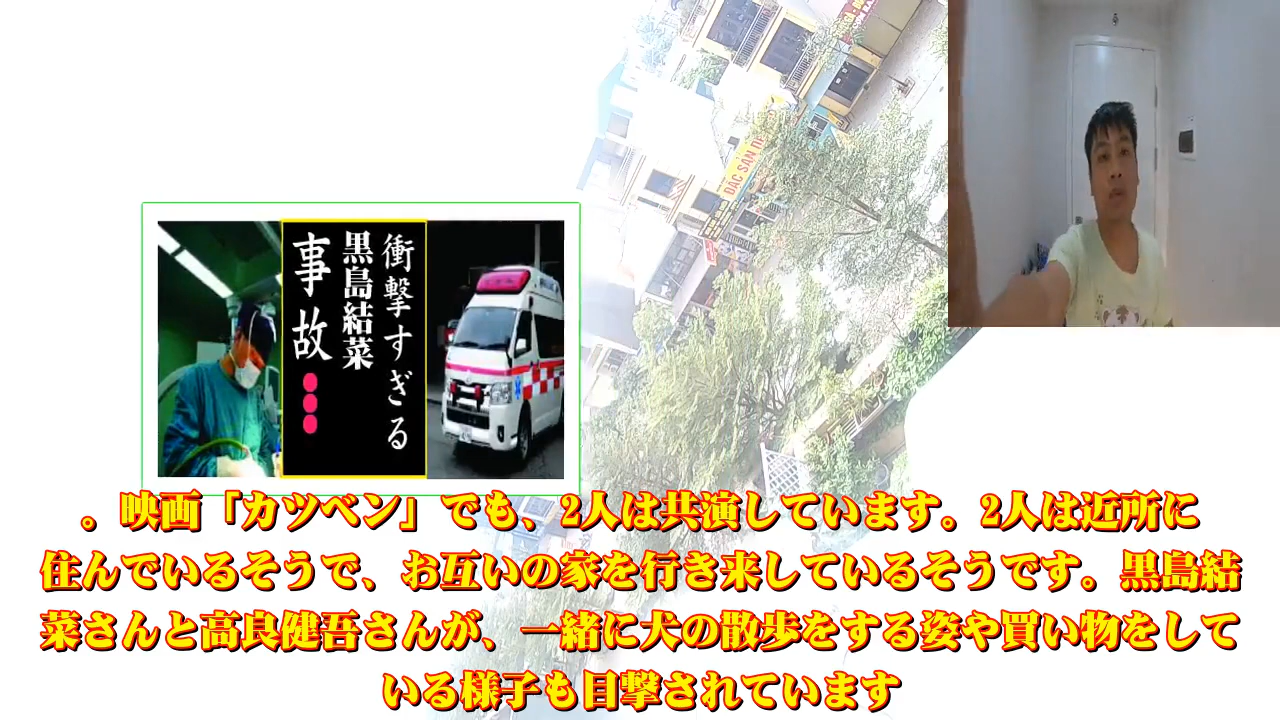 衝撃すぎる
黒島結菜
事故
ĐẶC SẢN
。映画「カツベン」でも、2人は共演しています。2人は近所に
住んでいるそうで、お互いの家を行き来しているそうです。黒島結
菜さんと高良健吾さんが、一緒に犬の散歩をする姿や買い物をして
いる様子も目撃されています